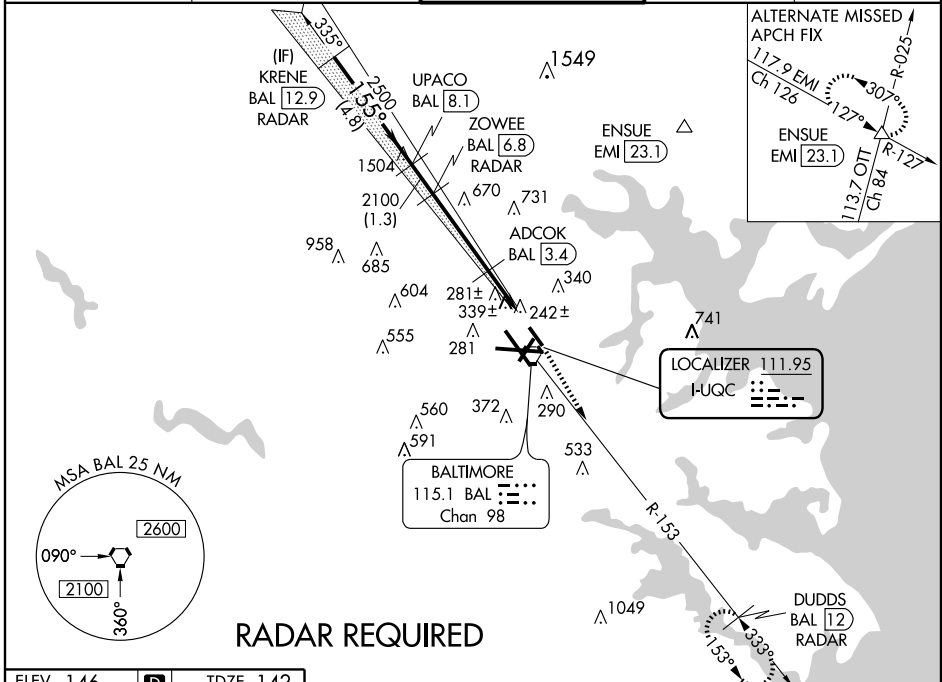 335°
(IF)
KRENE
BAL 12.9
RADAR
2500
155°
(4.8)
UPACO
BAL 8.1
1549
ZOWEE
BAL 6.8
RADAR
1504
2100
(1.3)
670
731
ENSUE
EMI 23.1
ALTERNATE MISSED
APCH FIX
117.9 EMI
Ch 126
R-025
307°
127°
ENSUE
EMI 23.1
R-127
113.7 OTT
Ch 84
958
685
ADCOK
BAL 3.4
340
604
281±
339±
242±
555
281
741
LOCALIZER 111.95
I-UQC
560
372
290
591
533
BALTIMORE
115.1 BAL
Chan 98
R-153
MSA BAL 25 NM
2600
090°
2100
360°
1049
DUDDS
BAL 12
RADAR
153°
333°
RADAR REQUIRED
ELEV 146
D
TDZE 142